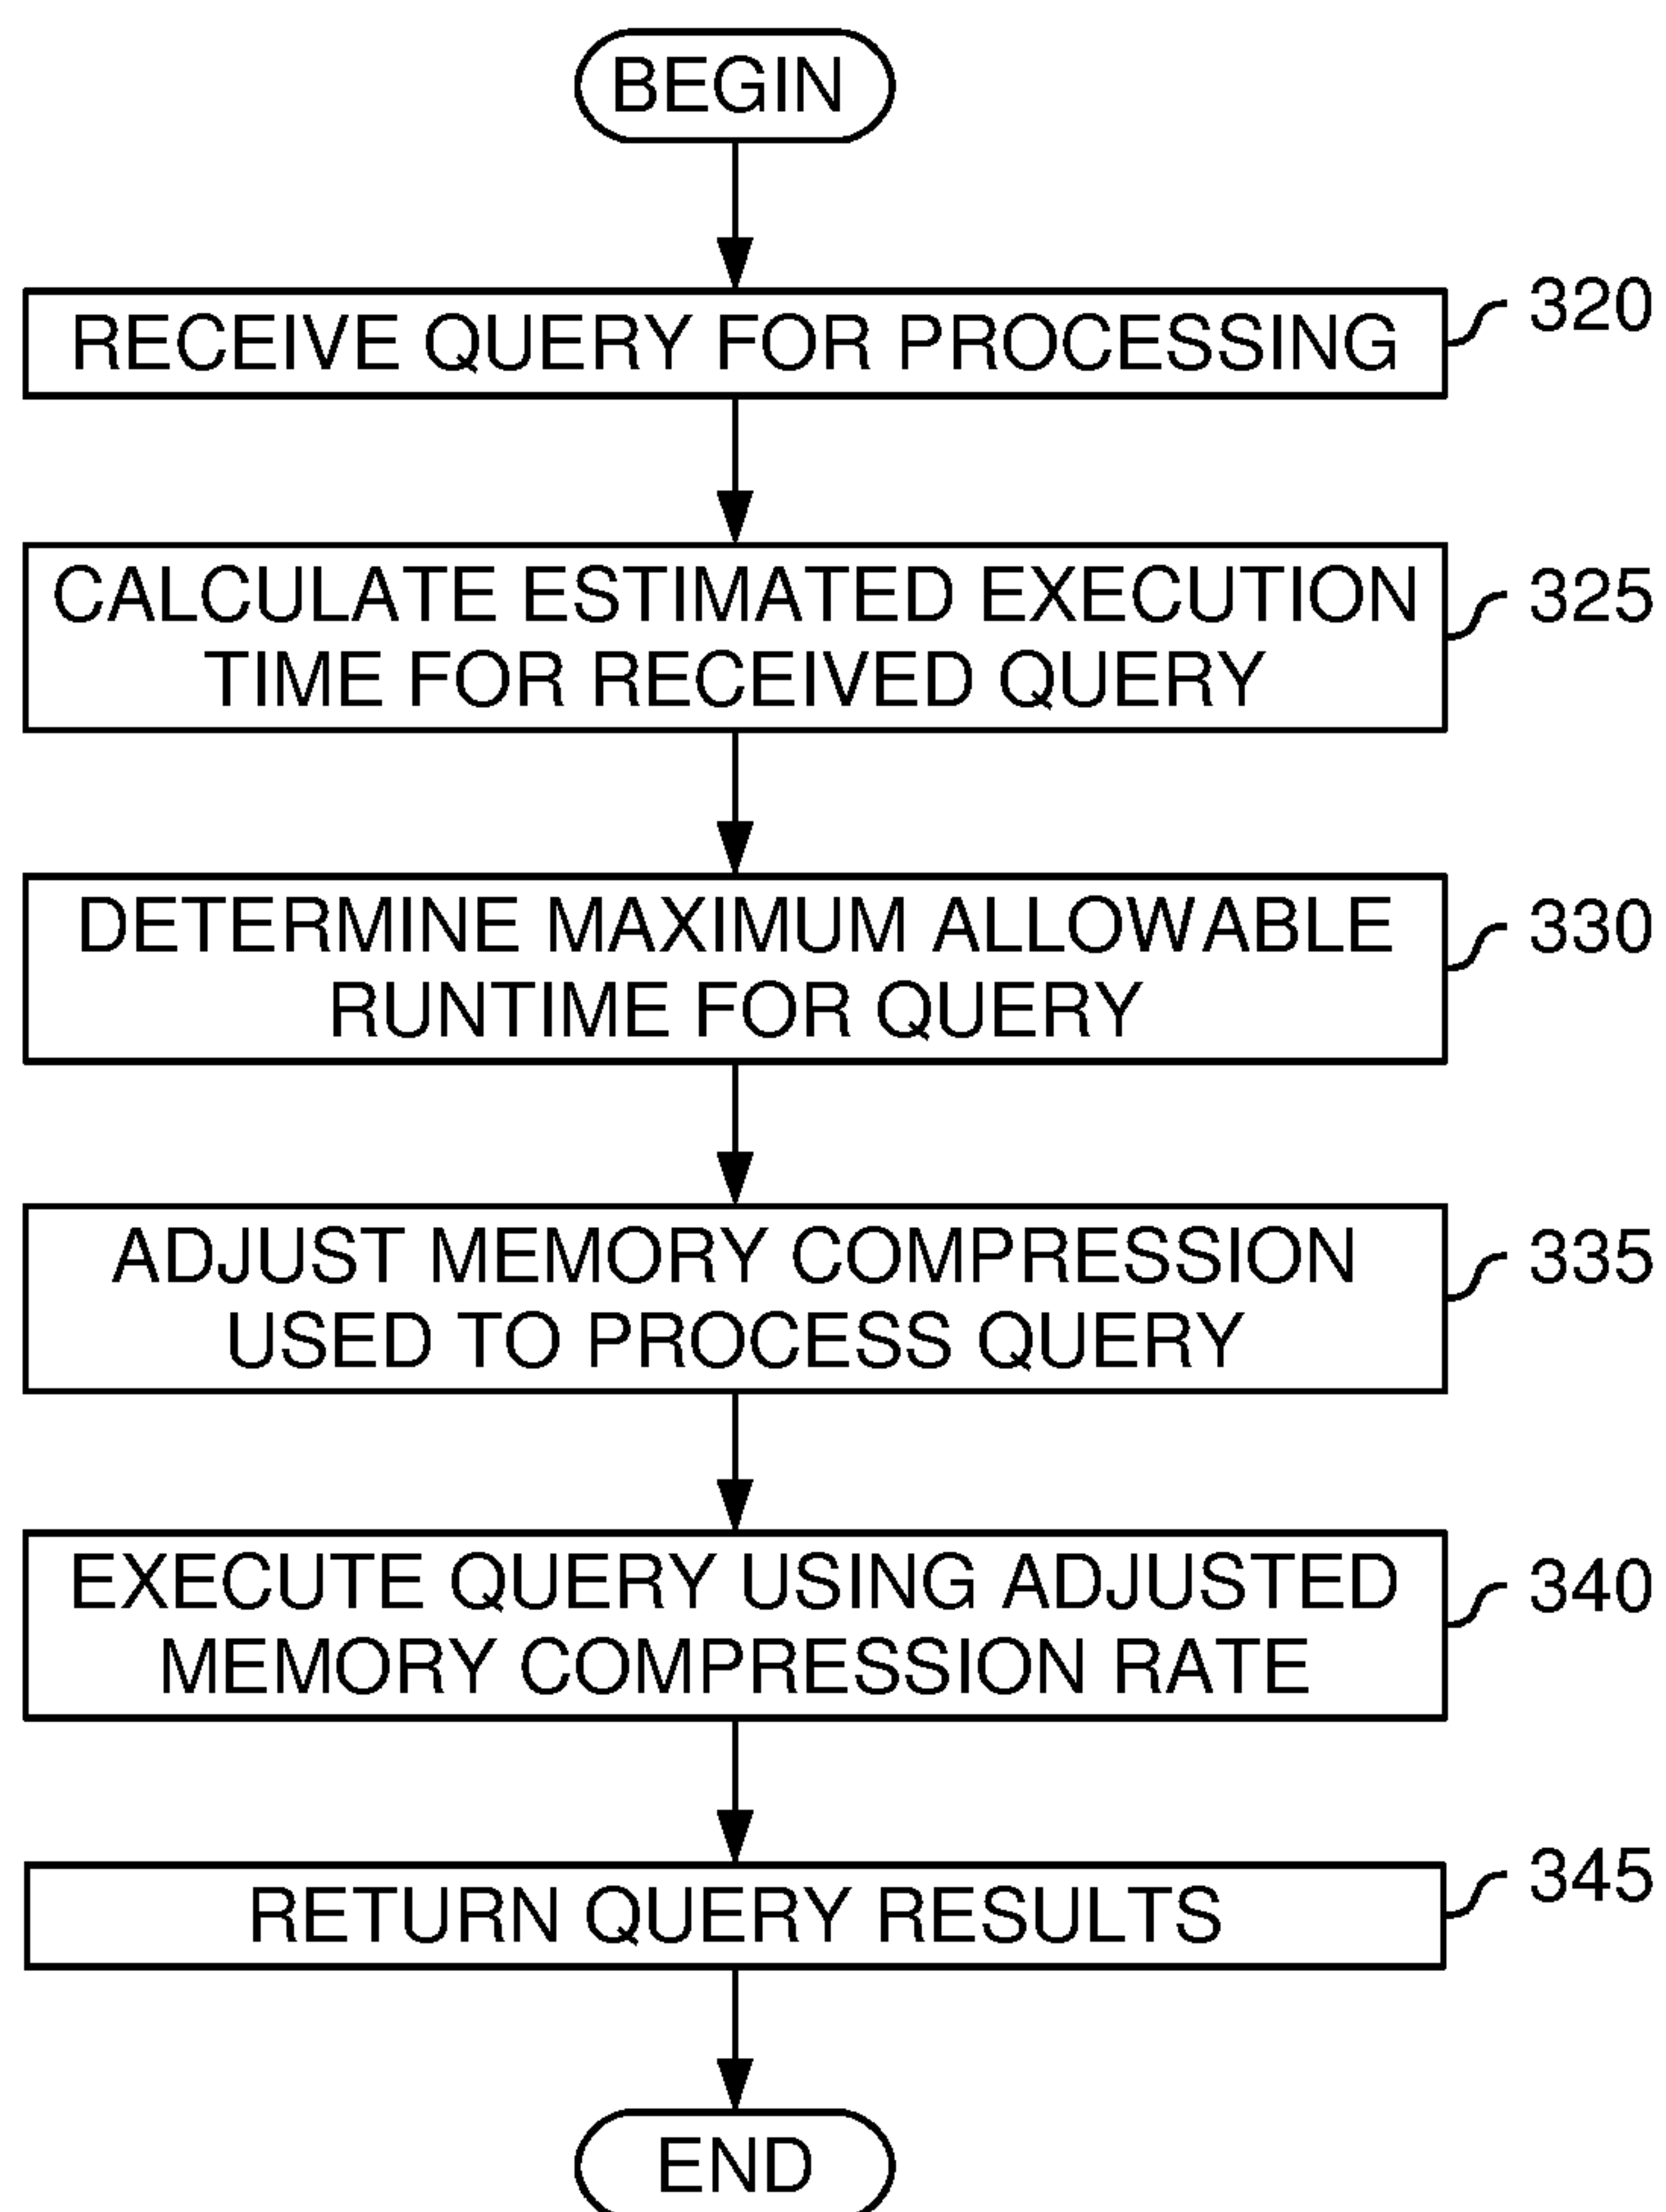 BEGIN
RECEIVE QUERY FOR PROCESSING
320
CALCULATE ESTIMATED EXECUTION
TIME FOR RECEIVED QUERY
325
DETERMINE MAXIMUM ALLOWABLE
RUNTIME FOR QUERY
330
ADJUST MEMORY COMPRESSION
USED TO PROCESS QUERY
335
EXECUTE QUERY USING ADJUSTED
MEMORY COMPRESSION RATE
340
RETURN QUERY RESULTS
345
END